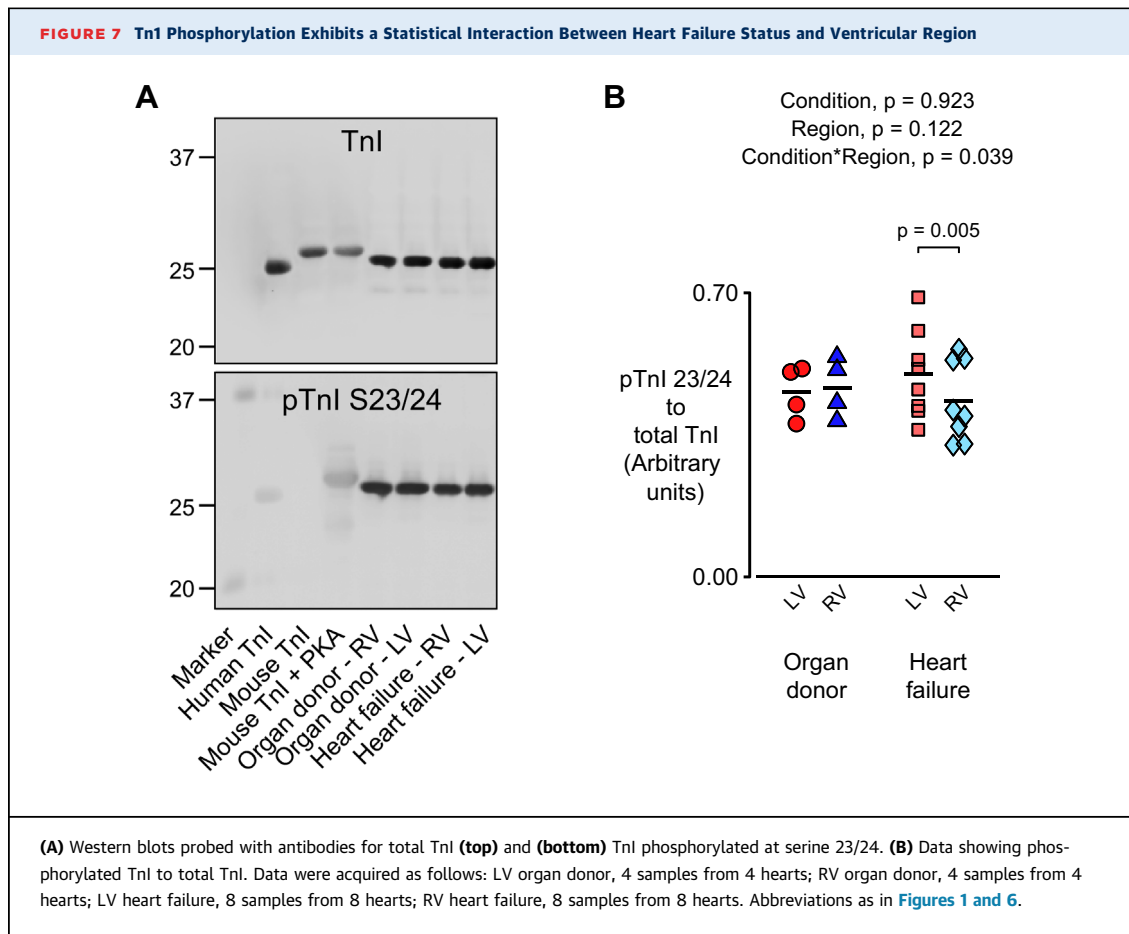 FIGURE 7 Tn1 Phosphorylation Exhibits a Statistical Interaction Between Heart Failure Status and Ventricular Region
A
TnI
37
25
20
pTnI S23/24
37
25
20
Marker
Human TnI
Mouse TnI
Mouse TnI + PKA
Organ donor - RV
Organ donor - LV
Heart failure - RV
Heart failure - LV
B
Condition, p = 0.923
Region, p = 0.122
Condition*Region, p = 0.039
p = 0.005
0.70
pTnI 23/24
to
total TnI
(Arbitrary
units)
0.00
LV
RV
LV
RV
Organ
donor
Heart
failure
(A) Western blots probed with antibodies for total TnI (top) and (bottom) TnI phosphorylated at serine 23/24. (B) Data showing phos-
phorylated TnI to total TnI. Data were acquired as follows: LV organ donor, 4 samples from 4 hearts; RV organ donor, 4 samples from 4
hearts; LV heart failure, 8 samples from 8 hearts; RV heart failure, 8 samples from 8 hearts. Abbreviations as in Figures 1 and 6.